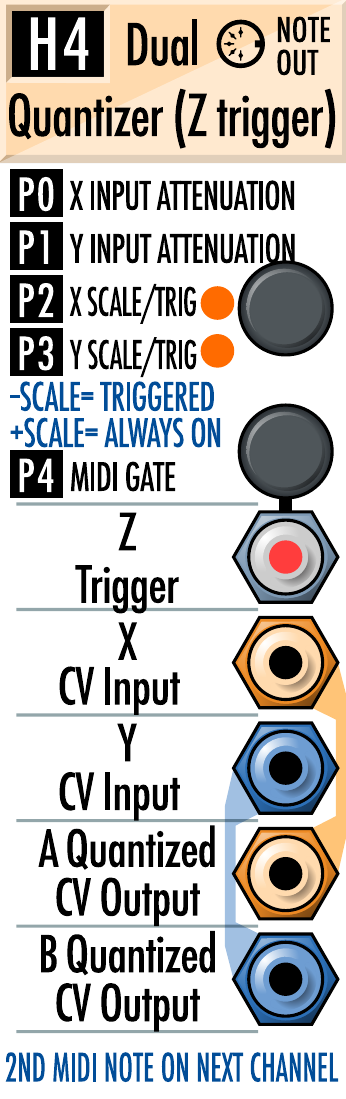 H4 Dual NOTE OUT
Quantizer (Z trigger)
P0 X INPUT ATTENUATION
P1 Y INPUT ATTENUATION
P2 X SCALE/TRIG
P3 Y SCALE/TRIG
–SCALE= TRIGGERED
+SCALE= ALWAYS ON
P4 MIDI GATE
Z
Trigger
X
CV Input
Y
CV Input
A Quantized
CV Output
B Quantized
CV Output
2ND MIDI NOTE ON NEXT CHANNEL